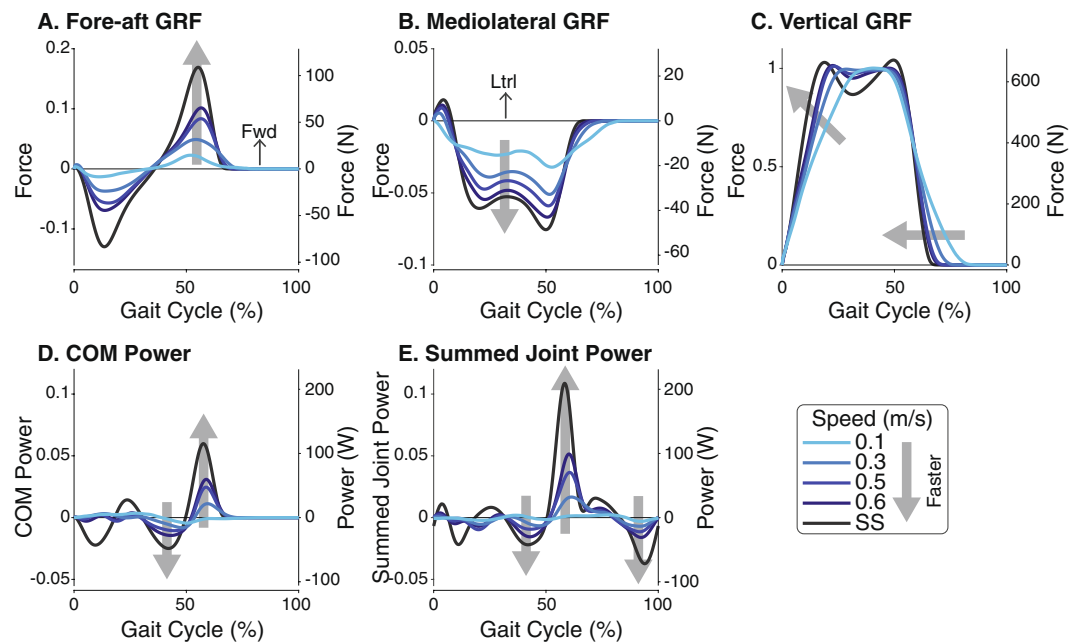 A. Fore-aft GRF
0.2
0.1
0
-0.1
Force
100
50
0
-50
-100
Force (N)
Fwd
0
50
100
Gait Cycle (%)
B. Mediolateral GRF
0.05
0
-0.05
-0.1
Force
20
0
-20
-40
-60
Force (N)
Ltrl
0
50
100
Gait Cycle (%)
C. Vertical GRF
1
0.5
0
Force
600
400
200
0
Force (N)
0
50
100
Gait Cycle (%)
D. COM Power
0.1
0.05
0
-0.05
COM Power
200
100
0
-100
Power (W)
0
50
100
Gait Cycle (%)
E. Summed Joint Power
0.1
0.05
0
-0.05
Summed Joint Power
200
100
0
-100
Power (W)
0
50
100
Gait Cycle (%)
Speed (m/s)
0.1
0.3
0.5
0.6
SS
Faster